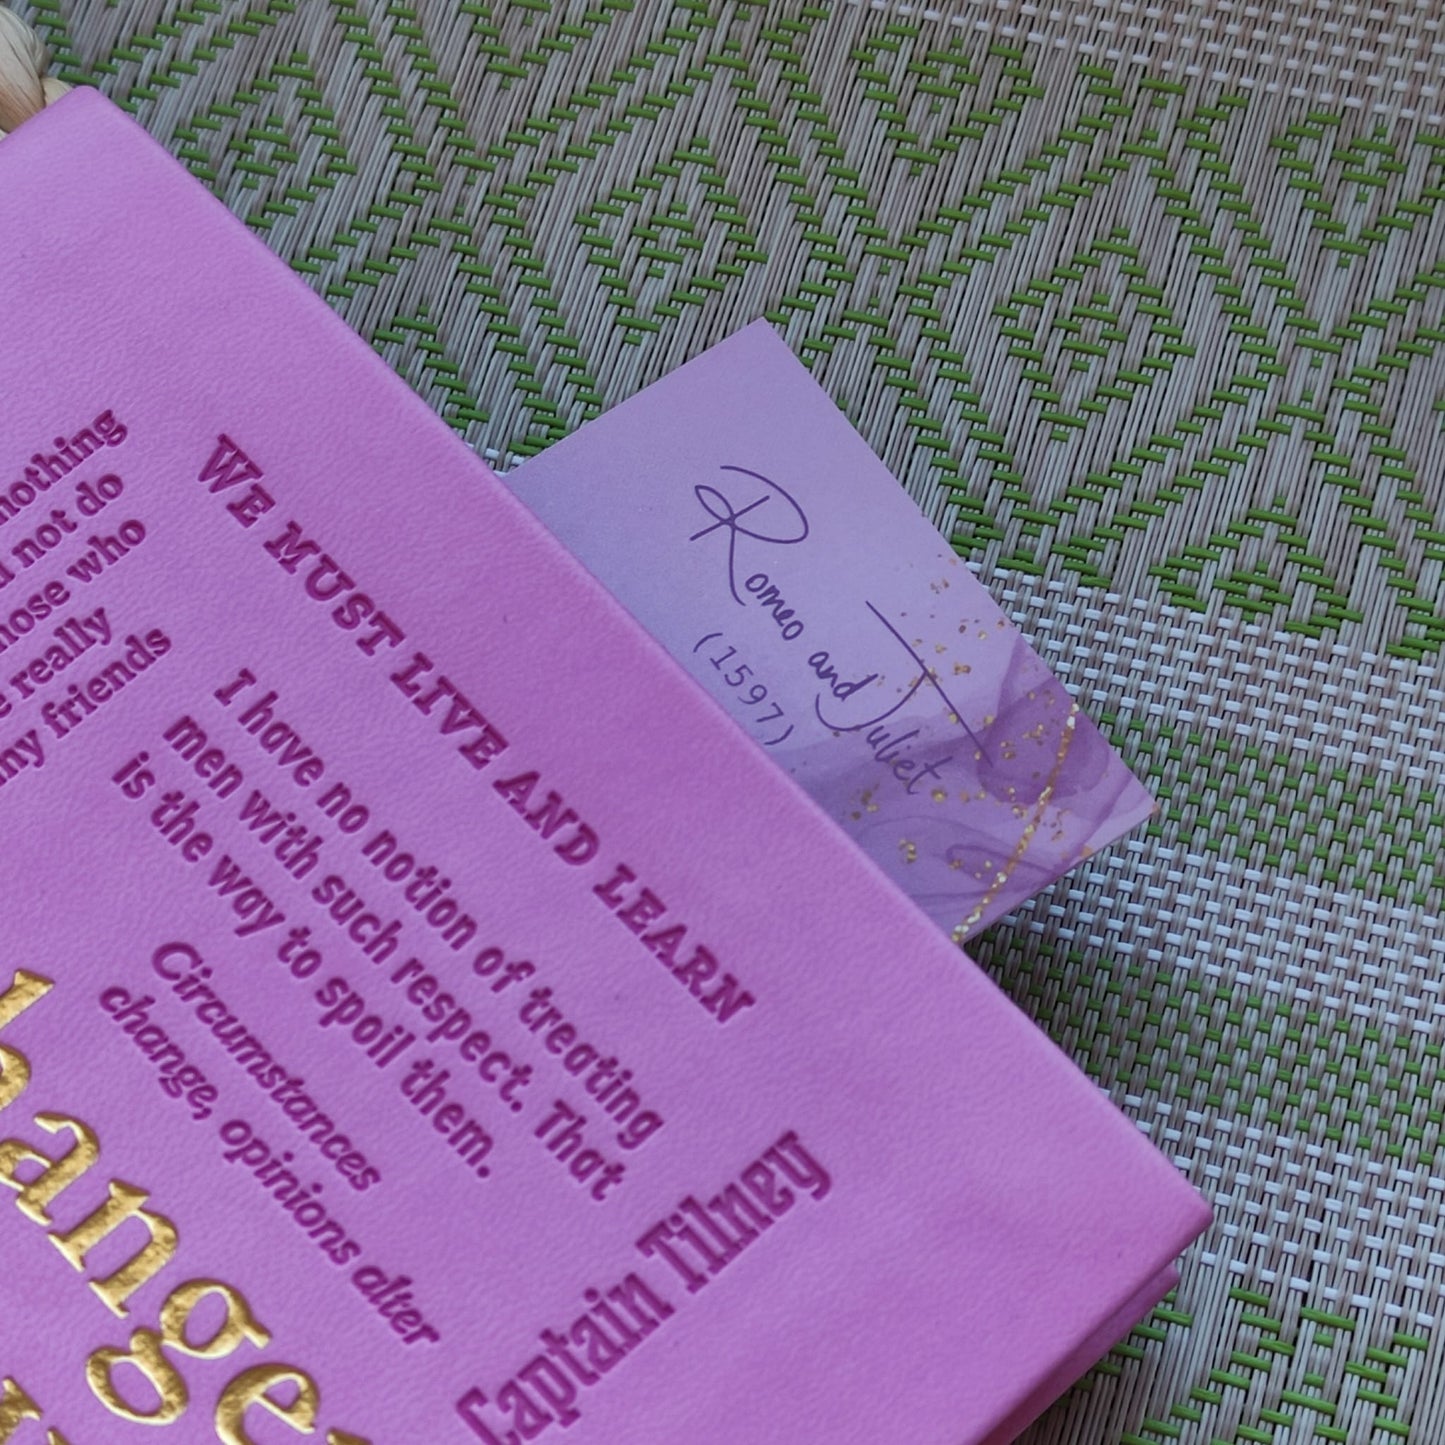 nothing
not do
those who
really
my friends
WE MUST LIVE AND LEARN
I have no notion of treating
men with such respect. That
is the way to spoil them.
Circumstances
change, opinions alter
Captain Tilney
Romeo and Juliet
(1597)